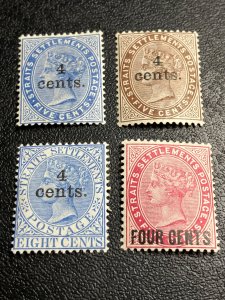 STRAITS SETTLEMENTS POSTAGE
4
cents.
FIVE CENTS
STRAITS SETTLEMENTS POSTAGE
4
cents.
FIVE CENTS
STRAITS SETTLEMENTS
4
cents.
POSTAGE
EIGHT CENTS
STRAITS SETTLEMENTS POSTAGE
FOUR CENTS